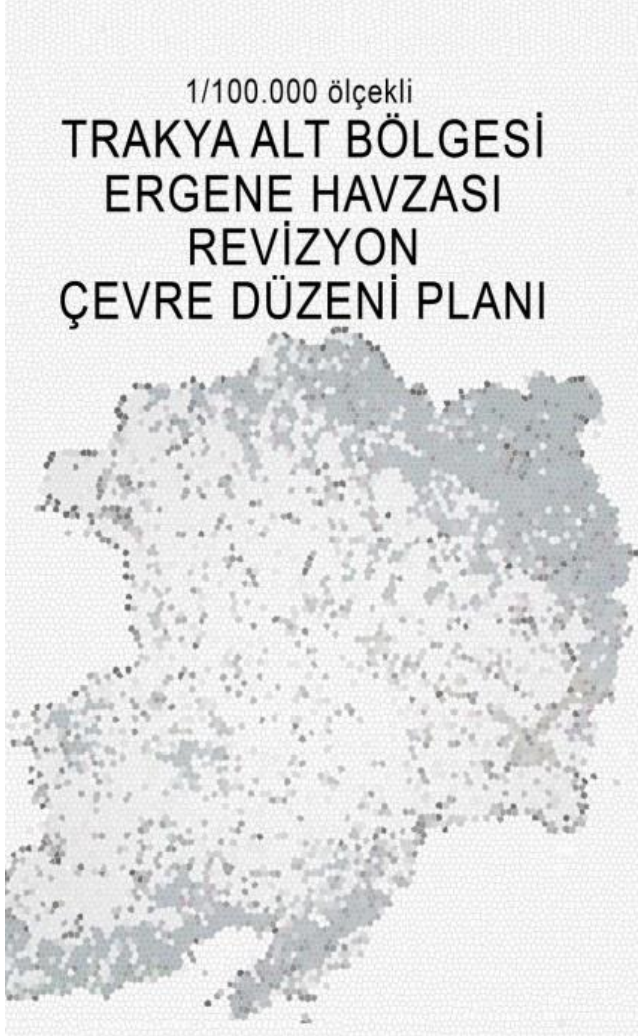 1/100.000 ölçekli
TRAKYA ALT BÖLGESİ
ERGENE HAVZASI
REVİZYON
ÇEVRE DÜZENİ PLANI